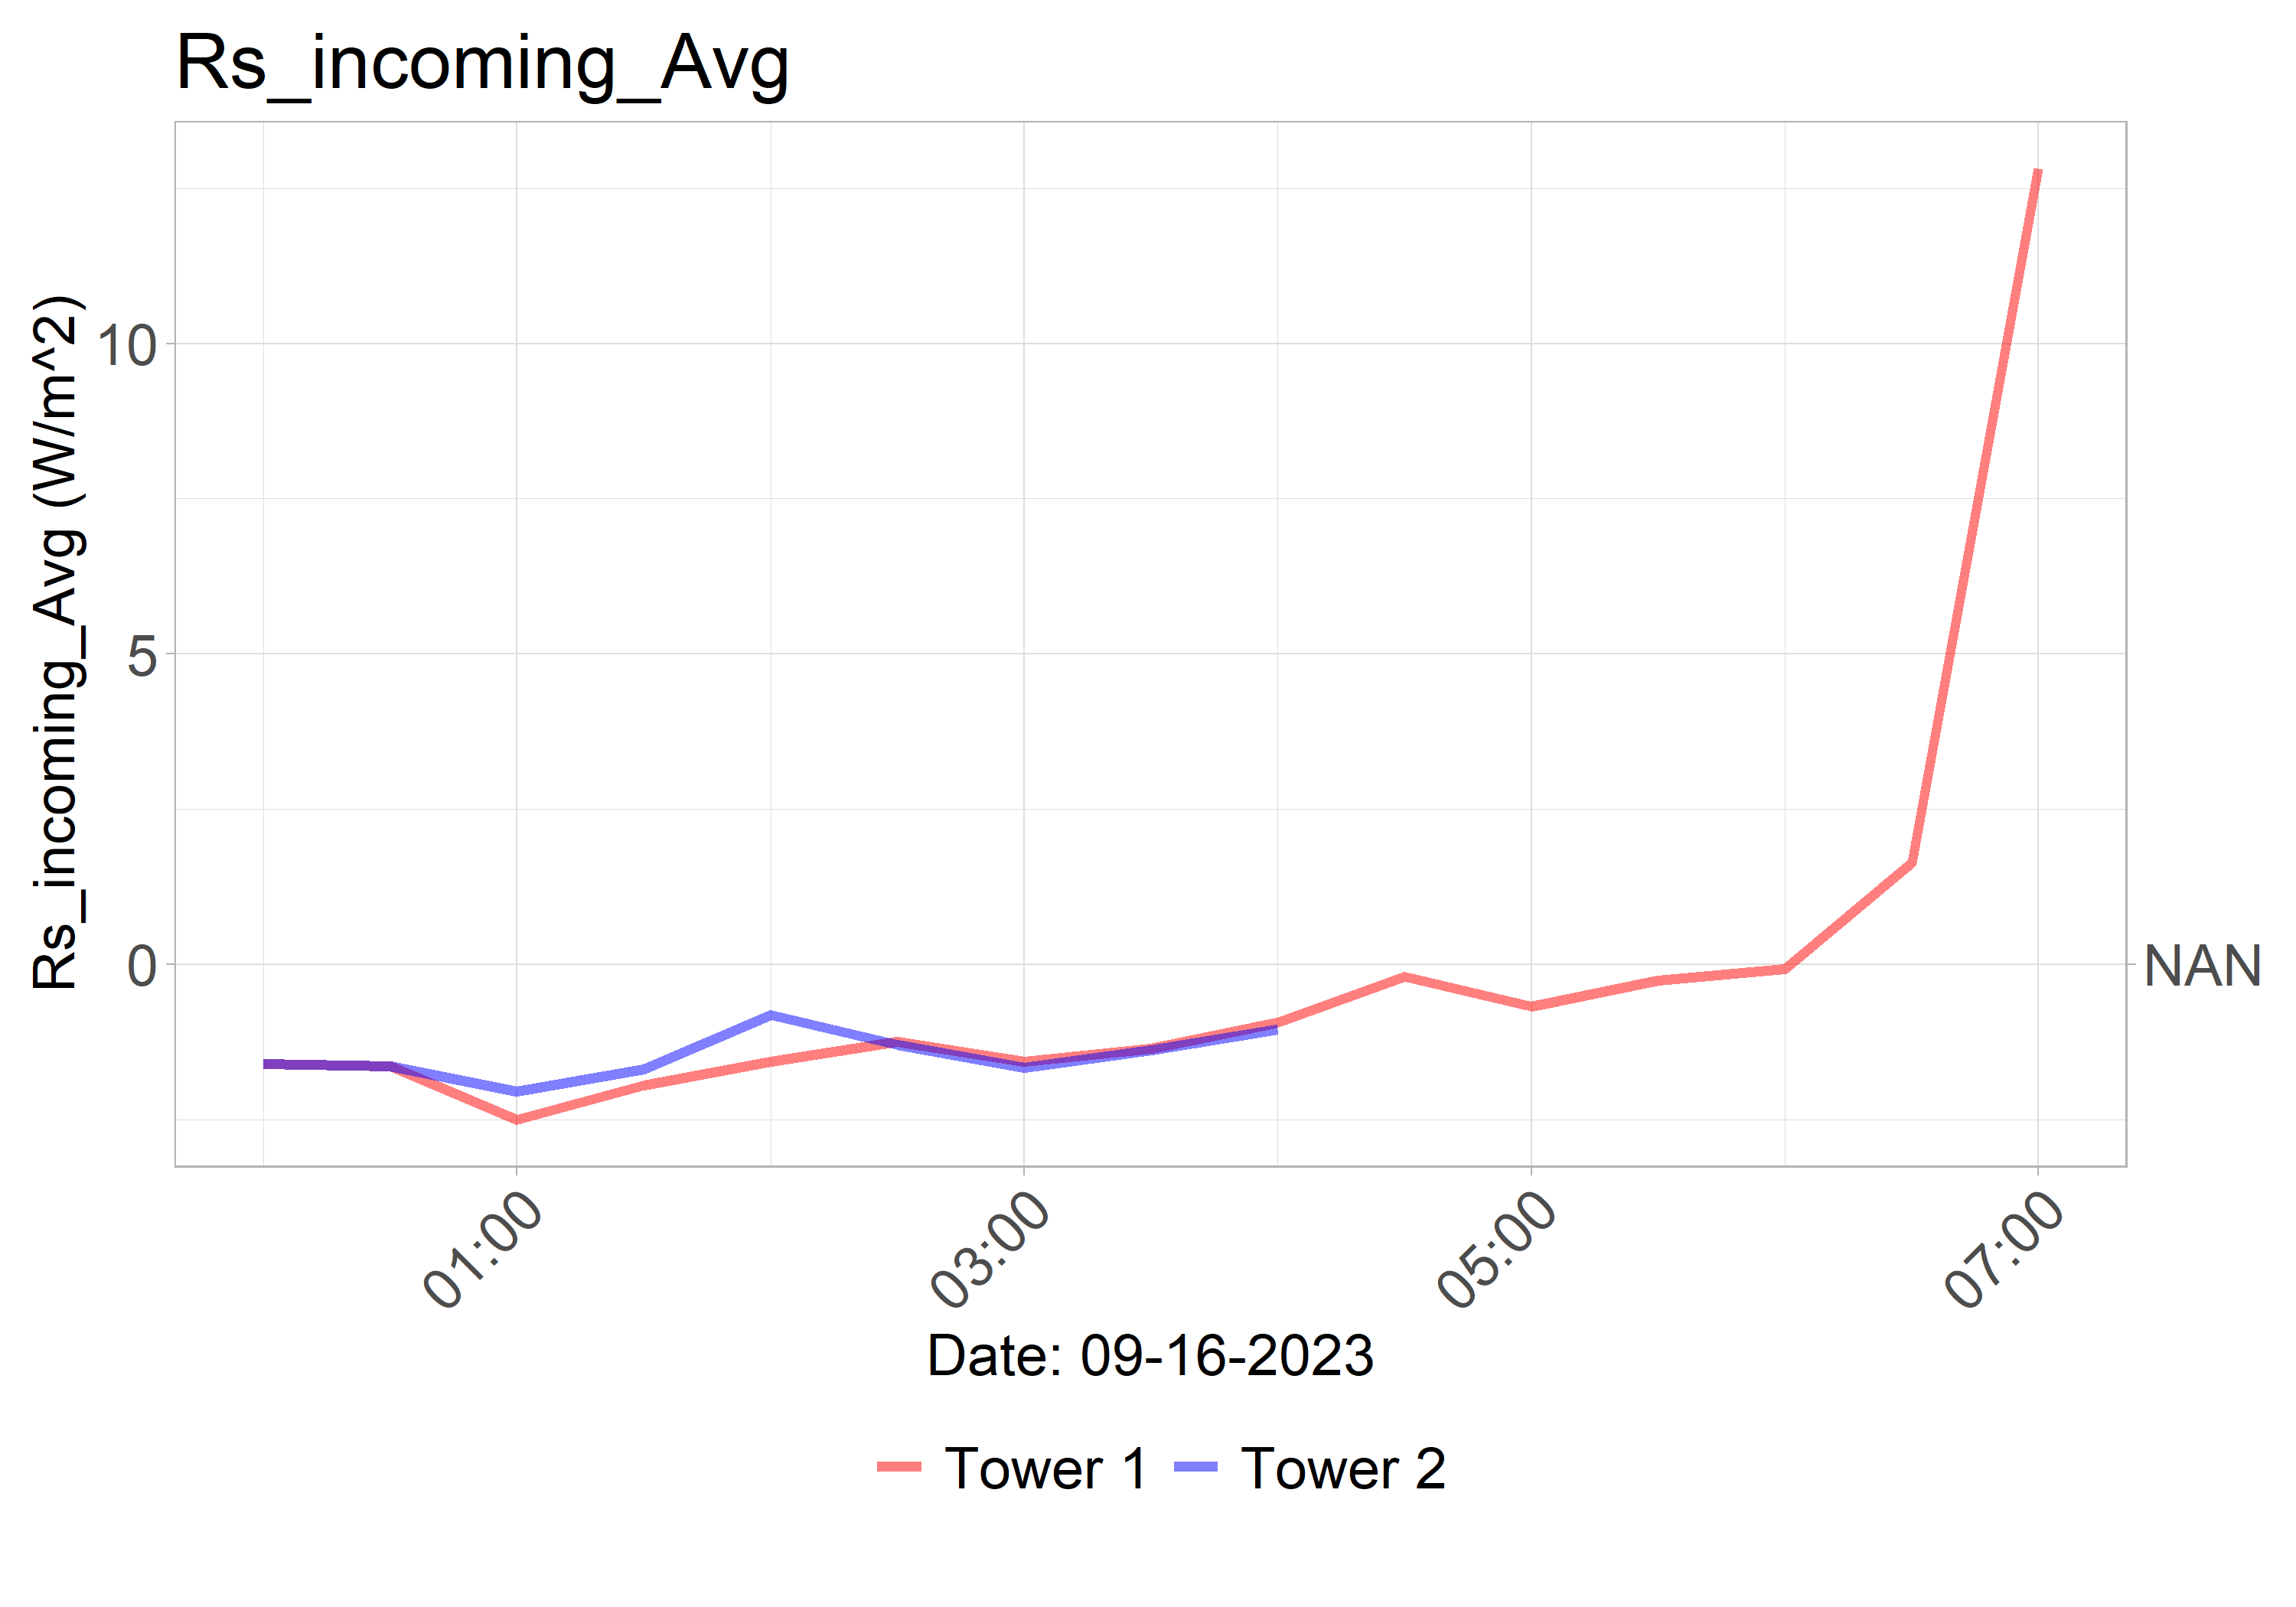 Rs_incoming_Avg
Rs_incoming_Avg (W/m^2)
10
5
0
NAN
01:00
03:00
05:00
07:00
Date: 09-16-2023
Tower 1
Tower 2